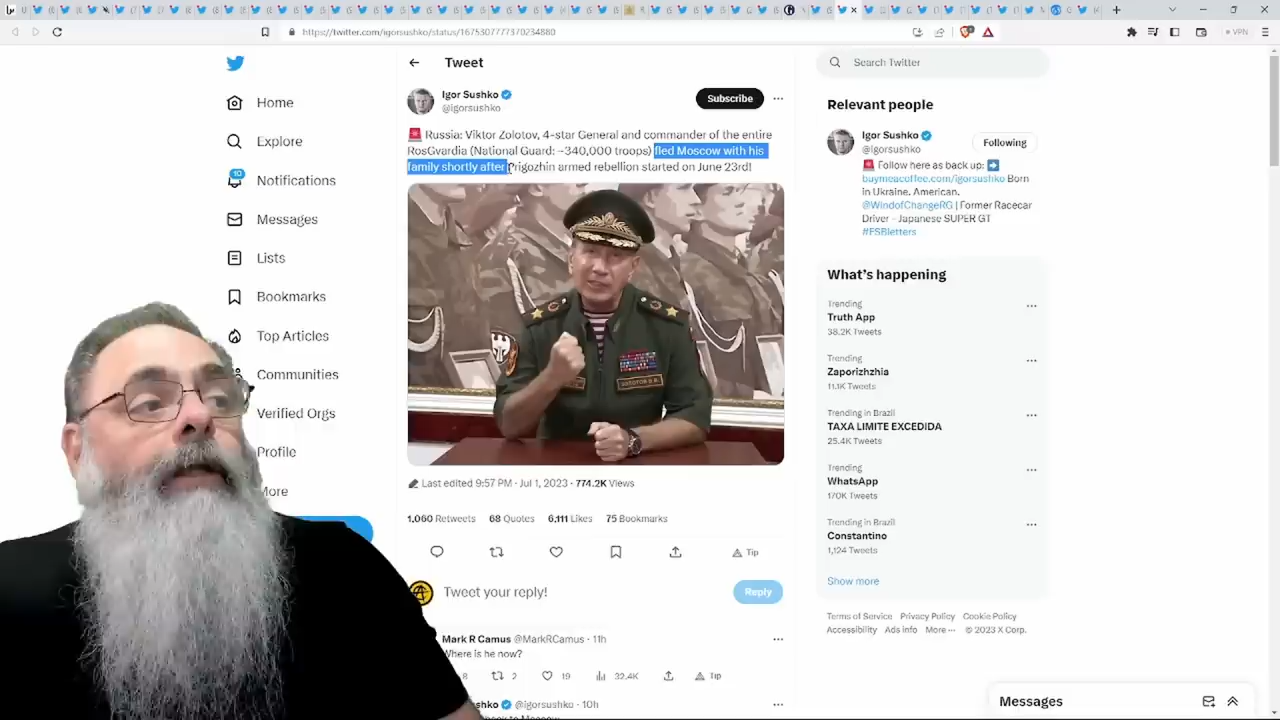 https://twitter.com/igorsushko/status/1675307777370234880
VPN
Tweet
Search Twitter
Home
Explore
10
Notifications
Messages
Lists
Bookmarks
Top Articles
Communities
Verified Orgs
Profile
More
Igor Sushko
@igorsushko
Subscribe
Russia: Viktor Zolotov, 4-star General and commander of the entire
RosGvardia (National Guard: ~340,000 troops) fled Moscow with his
family shortly after Prigozhin armed rebellion started on June 23rd!
Last edited 9:57 PM · Jul 1, 2023 · 774.2K Views
1,060 Retweets 68 Quotes 6,111 Likes 75 Bookmarks
Tip
Tweet your reply!
Reply
Mark R Camus @MarkRCamus · 11h
Where is he now?
8 2 19 32.4K Tip
@igorsushko · 10h
Relevant people
Igor Sushko
@igorsushko
Following
Follow here as back up:
buymeacoffee.com/igorsushko Born
in Ukraine. American.
@WindofChangeRG | Former Racecar
Driver – Japanese SUPER GT
#FSBletters
What's happening
Trending
Truth App
38.2K Tweets
Trending
Zaporizhzhia
11.1K Tweets
Trending in Brazil
TAXA LIMITE EXCEDIDA
25.4K Tweets
Trending
WhatsApp
170K Tweets
Trending in Brazil
Constantino
1,124 Tweets
Show more
Terms of Service Privacy Policy Cookie Policy
Accessibility Ads info More ··· © 2023 X Corp.
Messages